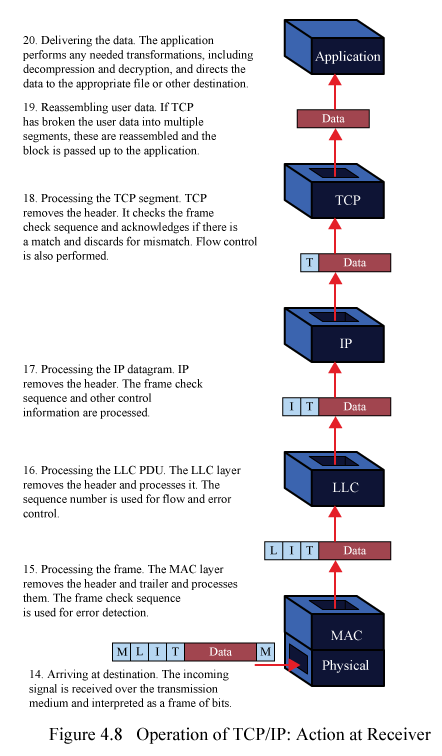 20. Delivering the data. The application
performs any needed transformations, including
decompression and decryption, and directs the
data to the appropriate file or other destination.
Application
19. Reassembling user data. If TCP
has broken the user data into multiple
segments, these are reassembled and the
block is passed up to the application.
Data
18. Processing the TCP segment. TCP
removes the header. It checks the frame
check sequence and acknowledges if there is
a match and discards for mismatch. Flow control
is also performed.
TCP
T Data
IP
17. Processing the IP datagram. IP
removes the header. The frame check
sequence and other control
information are processed.
I T Data
16. Processing the LLC PDU. The LLC layer
removes the header and processes it. The
sequence number is used for flow and error
control.
LLC
L I T Data
15. Processing the frame. The MAC layer
removes the header and trailer and processes
them. The frame check sequence
is used for error detection.
MAC
M L I T Data M
Physical
14. Arriving at destination. The incoming
signal is received over the transmission
medium and interpreted as a frame of bits.
Figure 4.8 Operation of TCP/IP: Action at Receiver